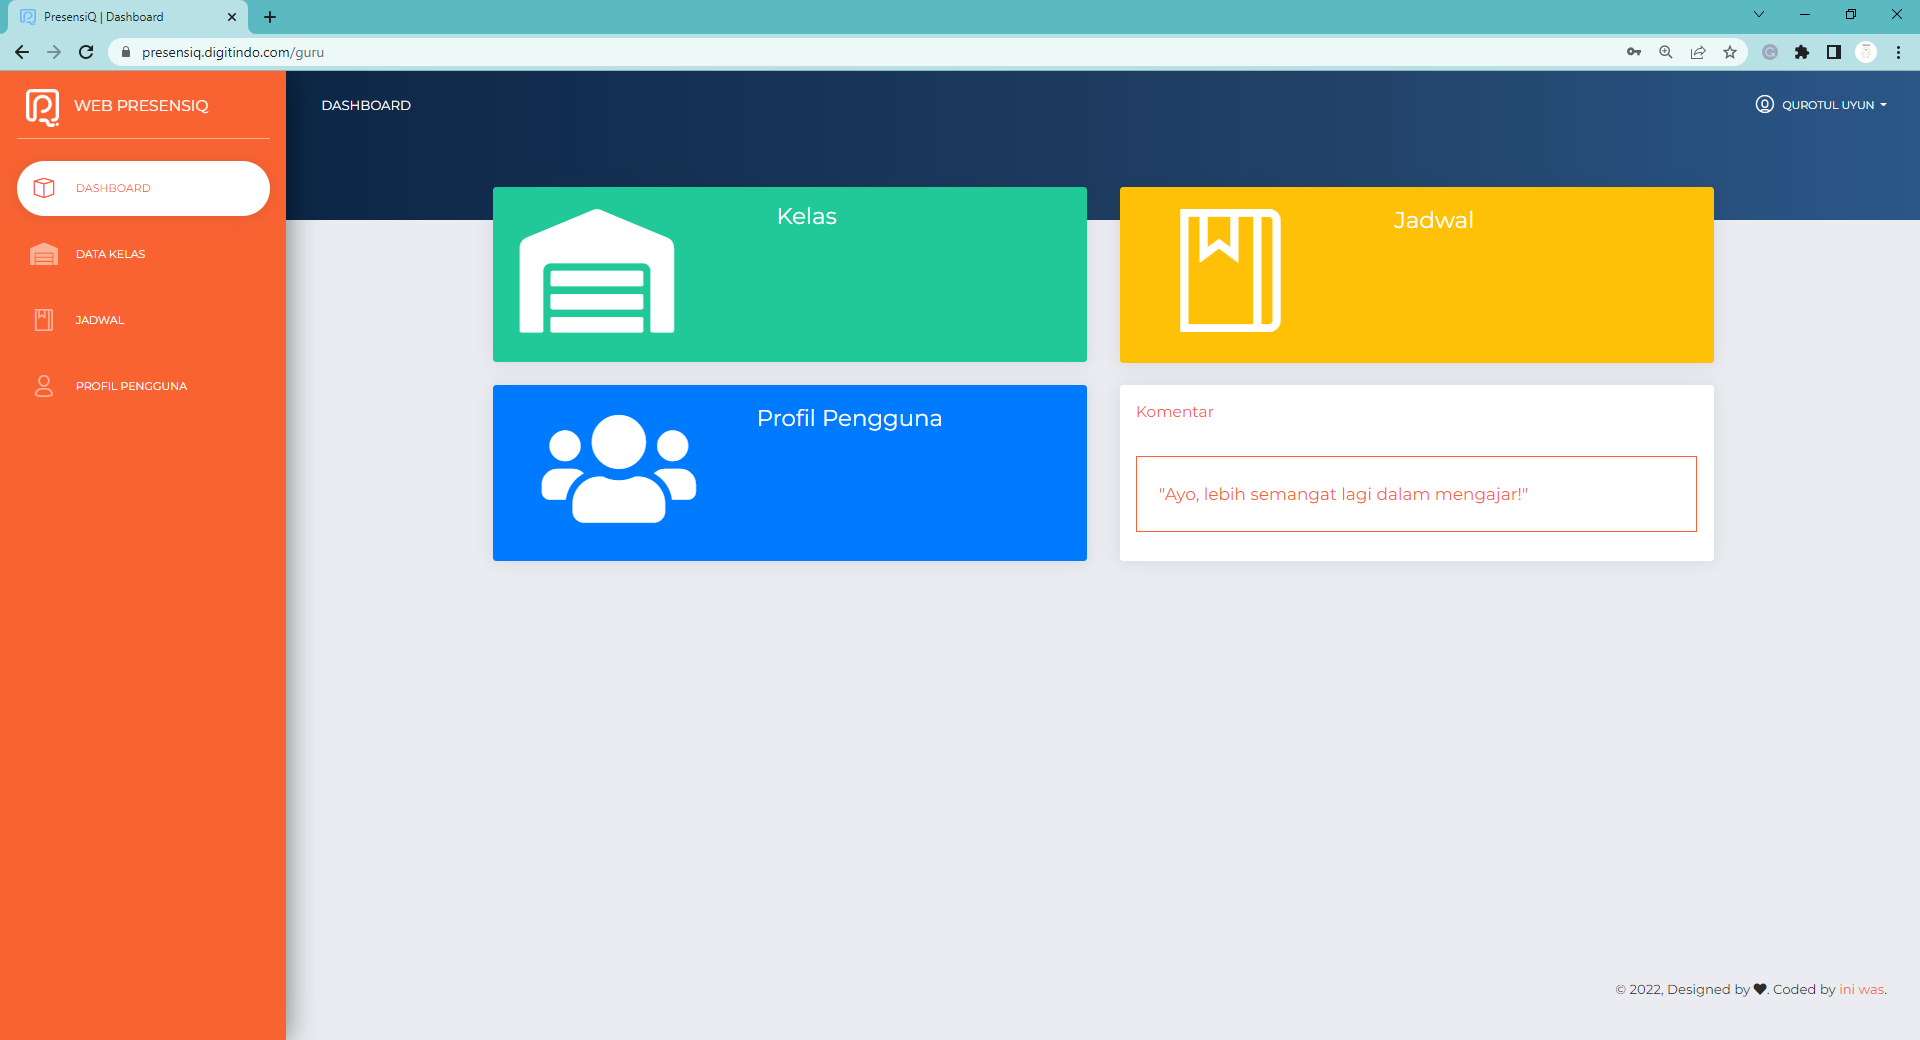 PresensiQ | Dashboard
presensiq.digitindo.com/guru
WEB PRESENSIQ
DASHBOARD
QUROTUL UYUN
DASHBOARD
DATA KELAS
JADWAL
PROFIL PENGGUNA
Kelas
Jadwal
Profil Pengguna
Komentar
"Ayo, lebih semangat lagi dalam mengajar!"
© 2022, Designed by ♥. Coded by ini was.